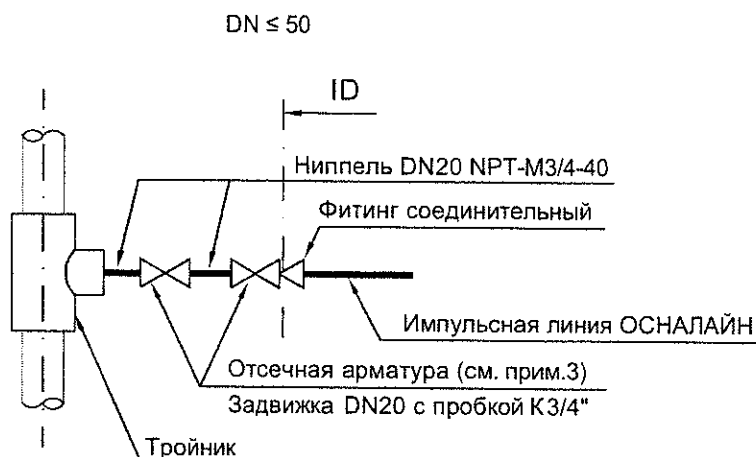 DN ≤ 50
ID
Ниппель DN20 NPT-М3/4-40
Фитинг соединительный
Импульсная линия ОСНАЛАЙН
Отсечная арматура (см. прим.3)
Задвижка DN20 с пробкой К3/4"
Тройник